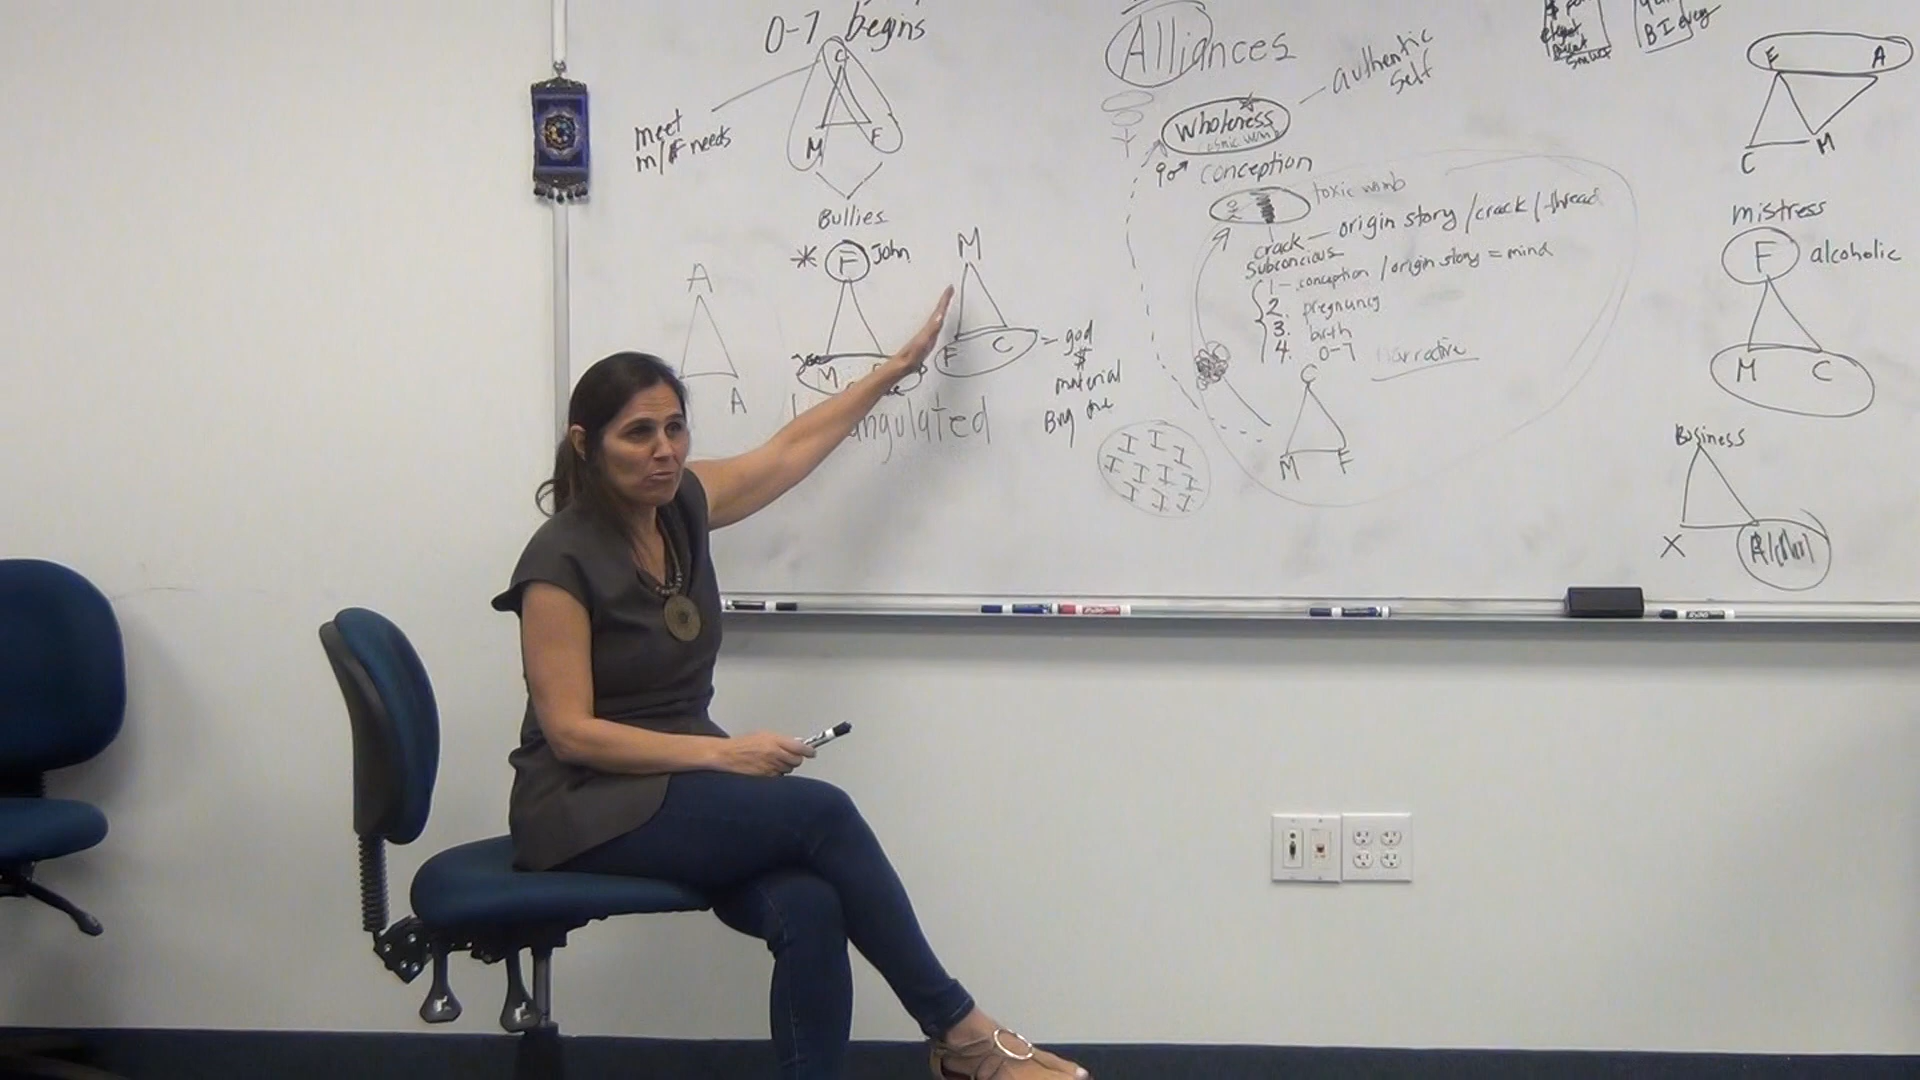 0-7 begins
C
M F
meet
m/F needs
Bullies
* F John
M
A
A
M
F C
= god
$
material
angulated
Alliances
authentic
self
wholeness
♀♂ conception
toxic womb
crack — origin story / crack / thread
subconcious
1 - conception / origin story = mind
2. pregnancy
3. birth
4. 0-7 narrative
C
M F
I I I
I I I I
I I I
B I
E A
C M
mistress
F alcoholic
M C
Business
X Alcohol